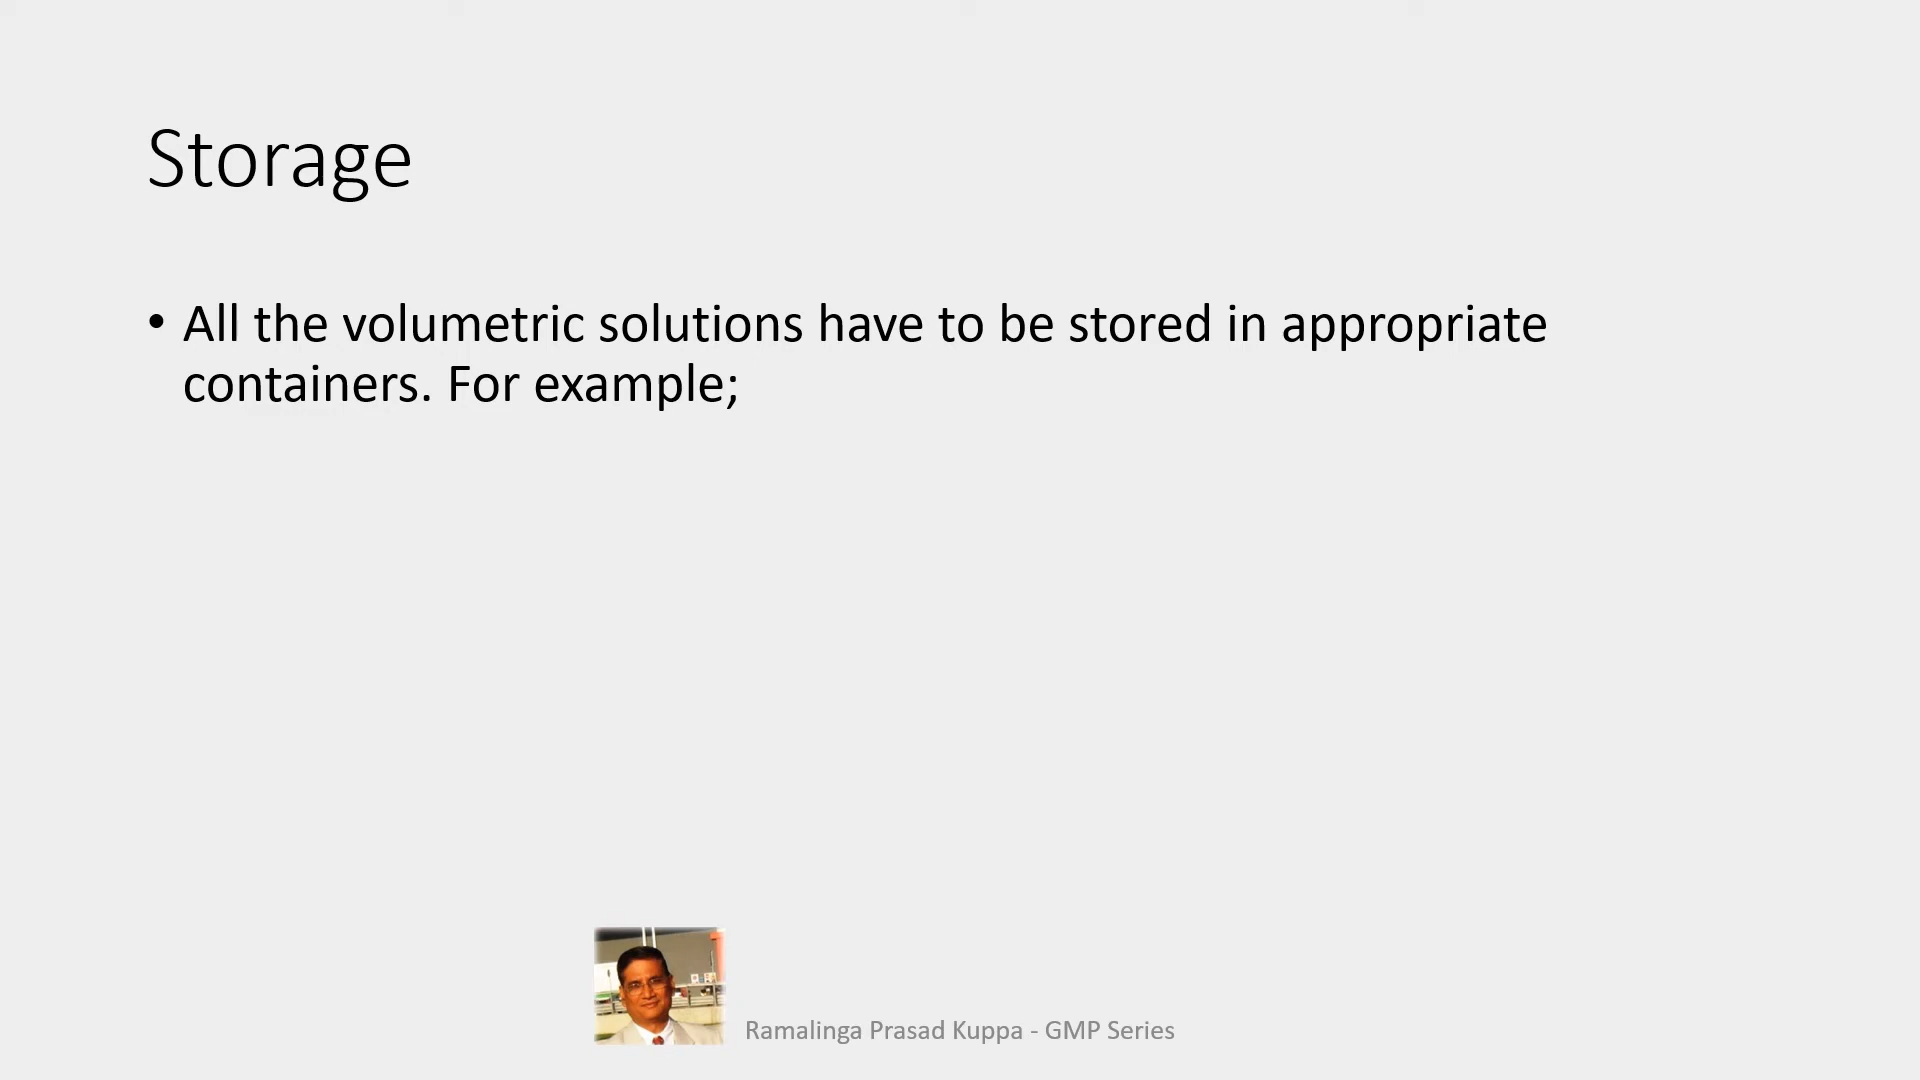 Storage
• All the volumetric solutions have to be stored in appropriate
containers. For example;
Ramalinga Prasad Kuppa - GMP Series